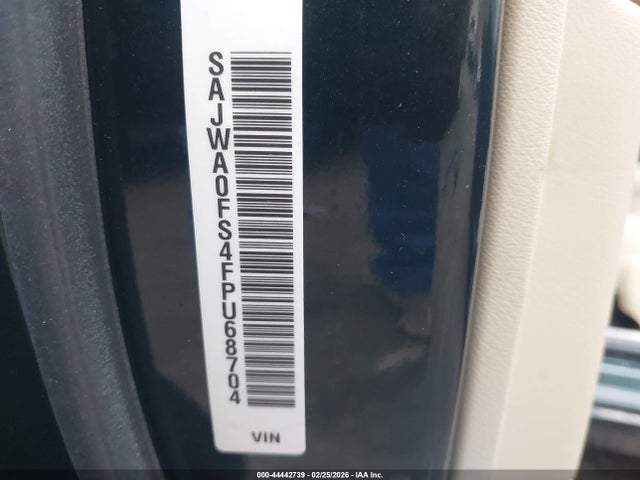 SAJWA0FS4FPU68704
VIN
000-44442739 - 02/25/2026 - IAA Inc.